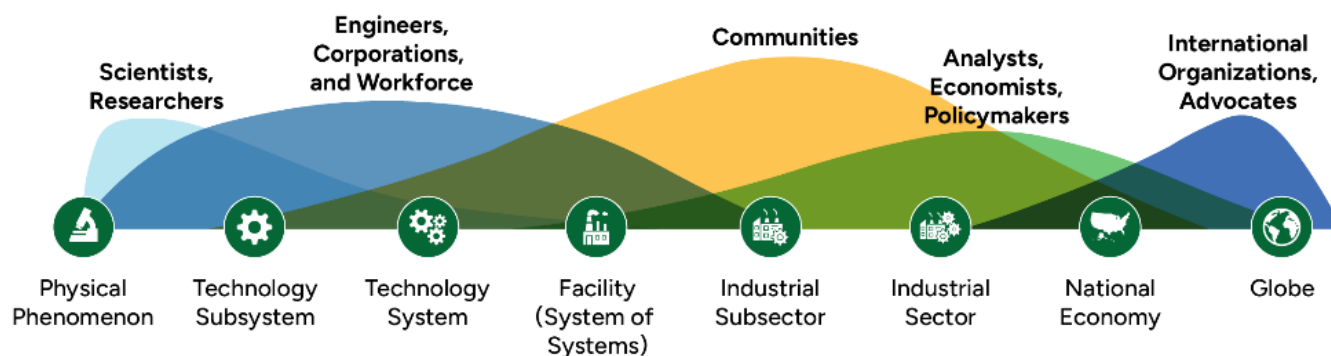 Scientists,
Researchers
Engineers,
Corporations,
and Workforce
Communities
Analysts,
Economists,
Policymakers
International
Organizations,
Advocates
Physical
Phenomenon
Technology
Subsystem
Technology
System
Facility
(System of
Systems)
Industrial
Subsector
Industrial
Sector
National
Economy
Globe